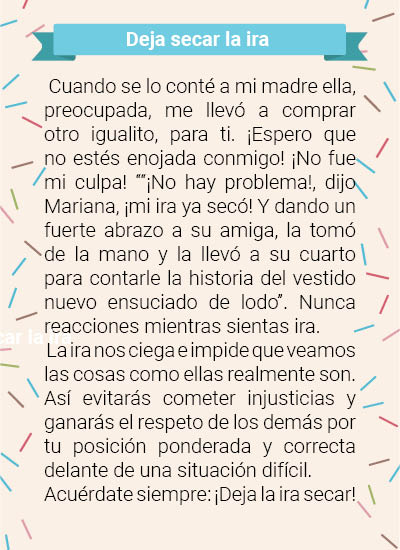 Deja secar la ira
Cuando se lo conté a mi madre ella,
preocupada, me llevó a comprar
otro igualito, para ti. ¡Espero que
no estés enojada conmigo! ¡No fue
mi culpa! “”¡No hay problema!, dijo
Mariana, ¡mi ira ya secó! Y dando un
fuerte abrazo a su amiga, la tomó
de la mano y la llevó a su cuarto
para contarle la historia del vestido
nuevo ensuciado de lodo”. Nunca
reacciones mientras sientas ira.
car la ira
La ira nos ciega e impide que veamos
las cosas como ellas realmente son.
Así evitarás cometer injusticias y
ganarás el respeto de los demás por
tu posición ponderada y correcta
delante de una situación difícil.
Acuérdate siempre: ¡Deja la ira secar!